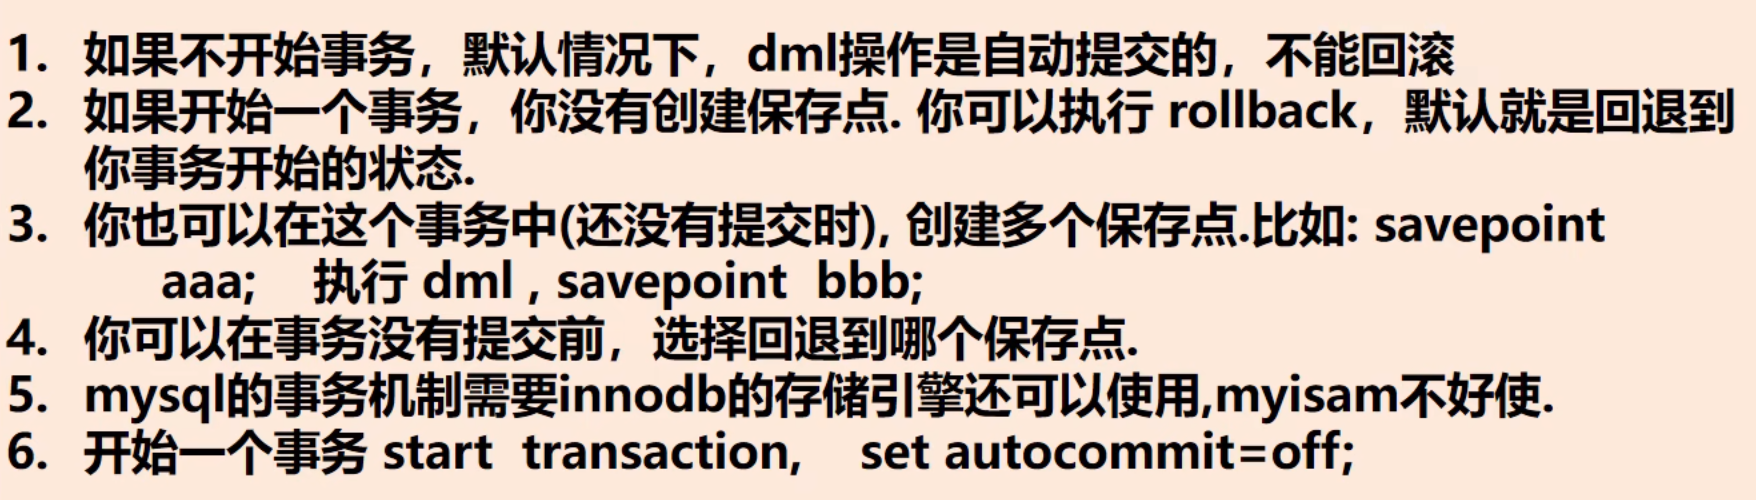 1. 如果不开始事务，默认情况下，dml操作是自动提交的，不能回滚
2. 如果开始一个事务，你没有创建保存点. 你可以执行 rollback，默认就是回退到
你事务开始的状态.
3. 你也可以在这个事务中(还没有提交时), 创建多个保存点.比如: savepoint
aaa; 执行 dml , savepoint bbb;
4. 你可以在事务没有提交前，选择回退到哪个保存点.
5. mysql的事务机制需要innodb的存储引擎还可以使用,myisam不好使.
6. 开始一个事务 start transaction, set autocommit=off;